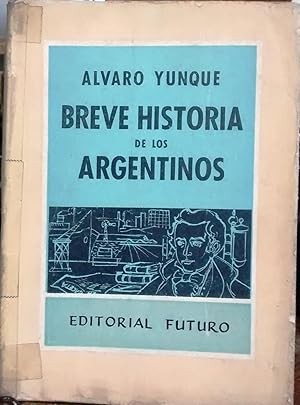 ALVARO YUNQUE
BREVE HISTORIA
DE LOS
ARGENTINOS
EDITORIAL FUTURO